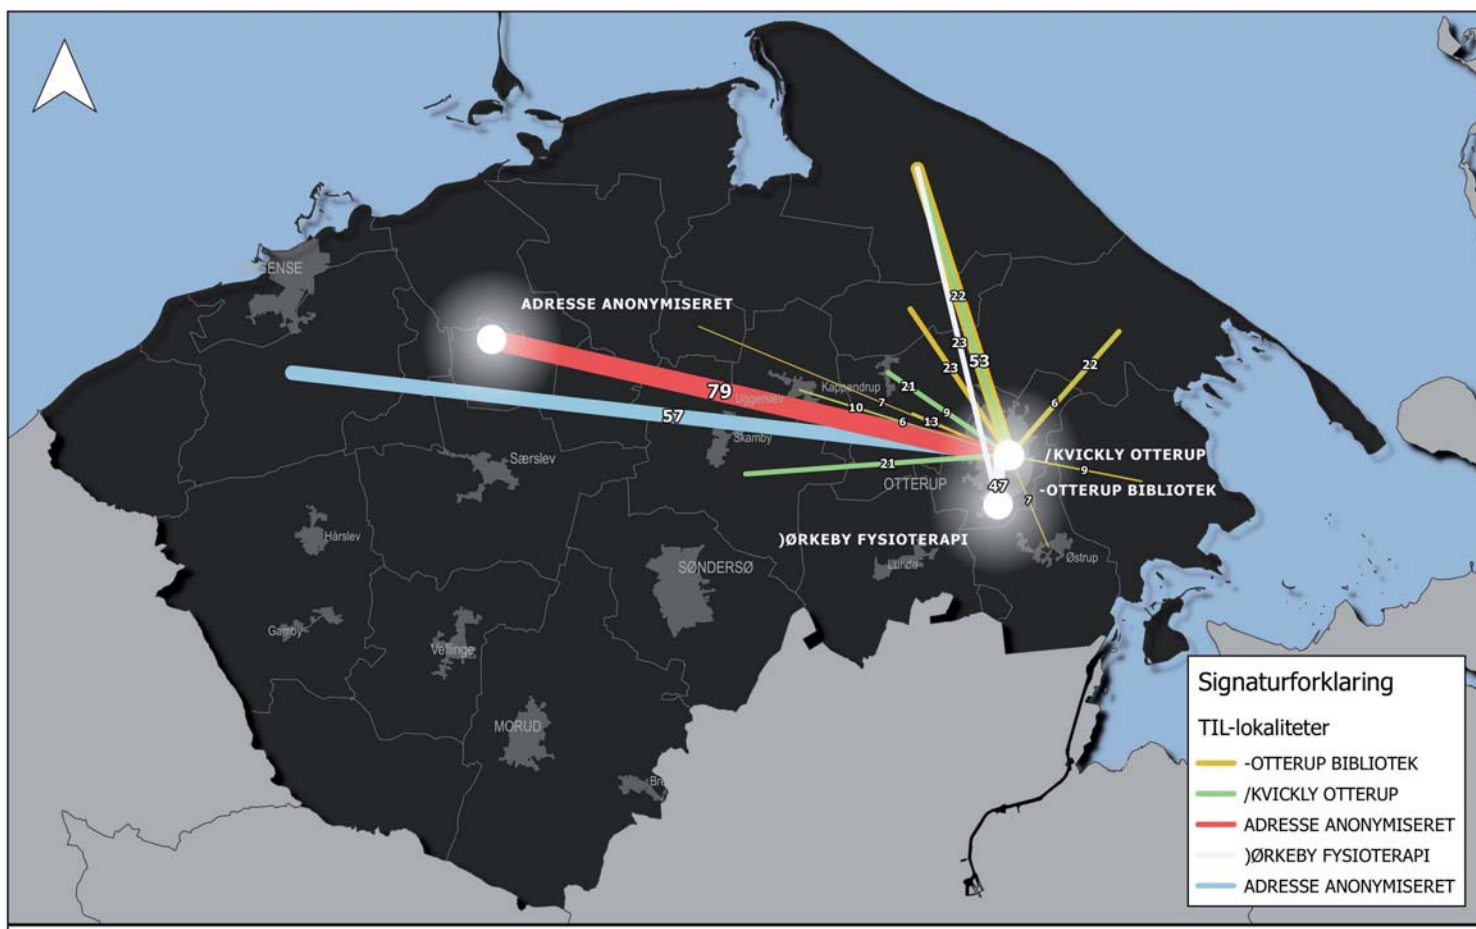 GENSE
ADRESSE ANONYMISERET
22
23
23
53
22
79
Kappendrup
Uggerslev
21
7
10
9
6
57
6
13
Skamby
Særslev
/KVICKLY OTTERUP
21
9
OTTERUP
47
-OTTERUP BIBLIOTEK
7
)ØRKEBY FYSIOTERAPI
Hårslev
SØNDERSØ
Lunde
Østrup
Gamby
Veflinge
MORUD
Bre
Signaturforklaring
TIL-lokaliteter
-OTTERUP BIBLIOTEK
/KVICKLY OTTERUP
ADRESSE ANONYMISERET
)ØRKEBY FYSIOTERAPI
ADRESSE ANONYMISERET